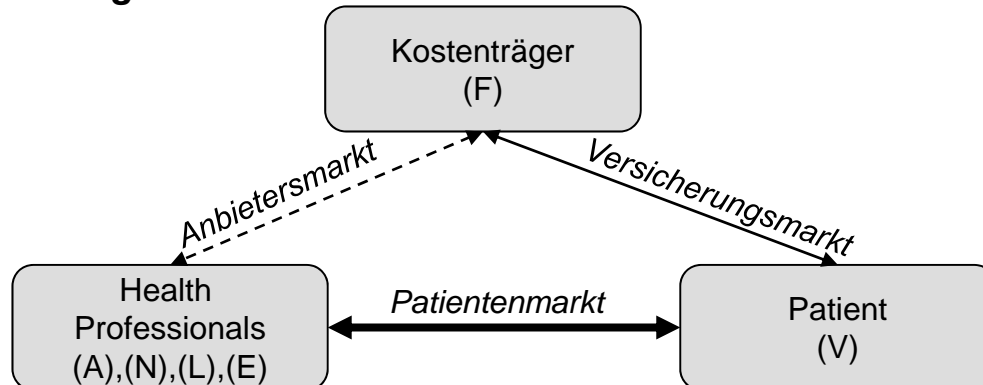 Kostenträger
(F)
Anbietersmarkt
Versicherungsmarkt
Health
Professionals
(A),(N),(L),(E)
Patientenmarkt
Patient
(V)